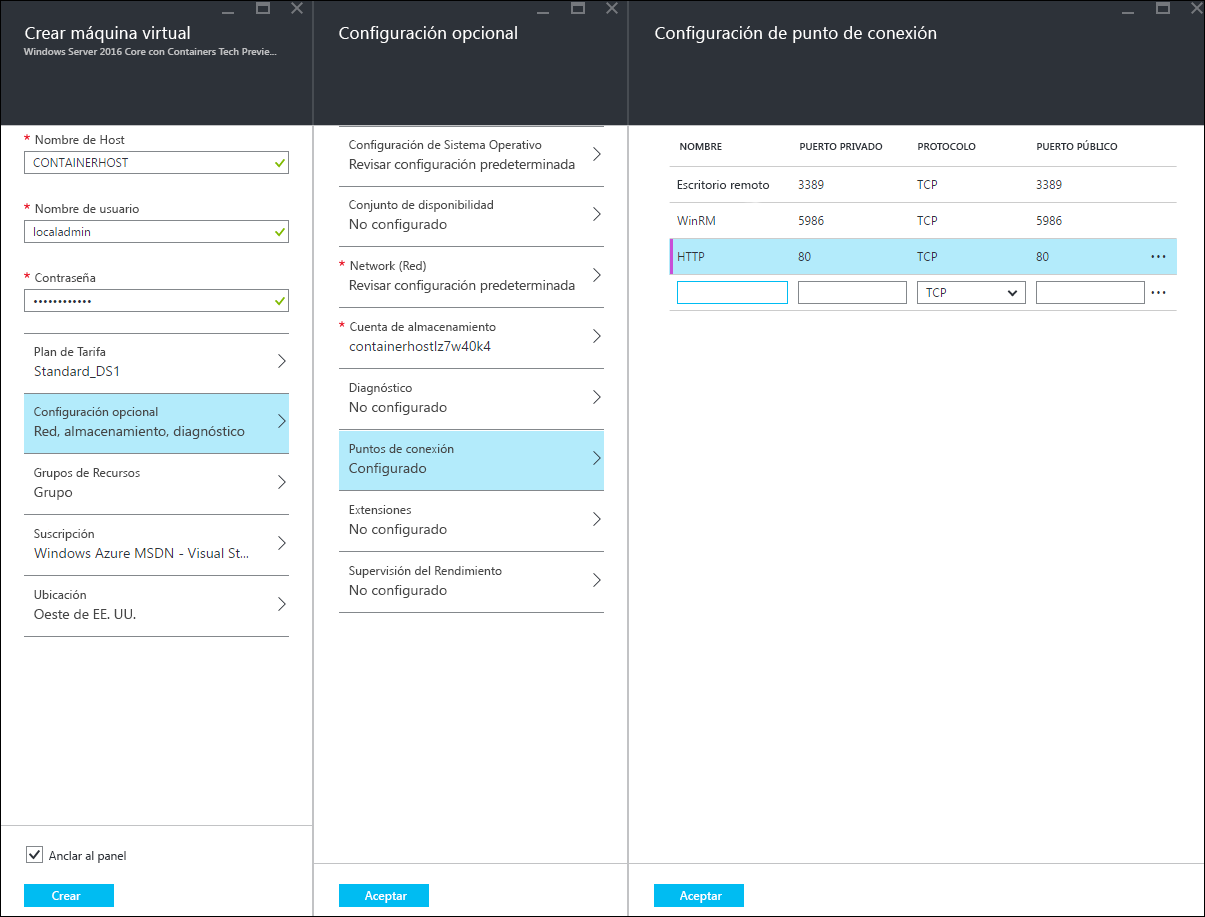 Crear máquina virtual
Windows Server 2016 Core con Containers Tech Previe...
* Nombre de Host
CONTAINERHOST
* Nombre de usuario
localadmin
* Contraseña
••••••••••••
Plan de Tarifa
Standard_DS1
Configuración opcional
Red, almacenamiento, diagnóstico
Grupos de Recursos
Grupo
Suscripción
Windows Azure MSDN - Visual St...
Ubicación
Oeste de EE. UU.
Anclar al panel
Crear
Configuración opcional
Configuración de Sistema Operativo
Revisar configuración predeterminada
Conjunto de disponibilidad
No configurado
* Network (Red)
Revisar configuración predeterminada
* Cuenta de almacenamiento
containerhostlz7w40k4
Diagnóstico
No configurado
Puntos de conexión
Configurado
Extensiones
No configurado
Supervisión del Rendimiento
No configurado
Aceptar
Configuración de punto de conexión
NOMBRE PUERTO PRIVADO PROTOCOLO PUERTO PÚBLICO
Escritorio remoto 3389 TCP 3389
WinRM 5986 TCP 5986
HTTP 80 TCP 80 ...
TCP ...
Aceptar